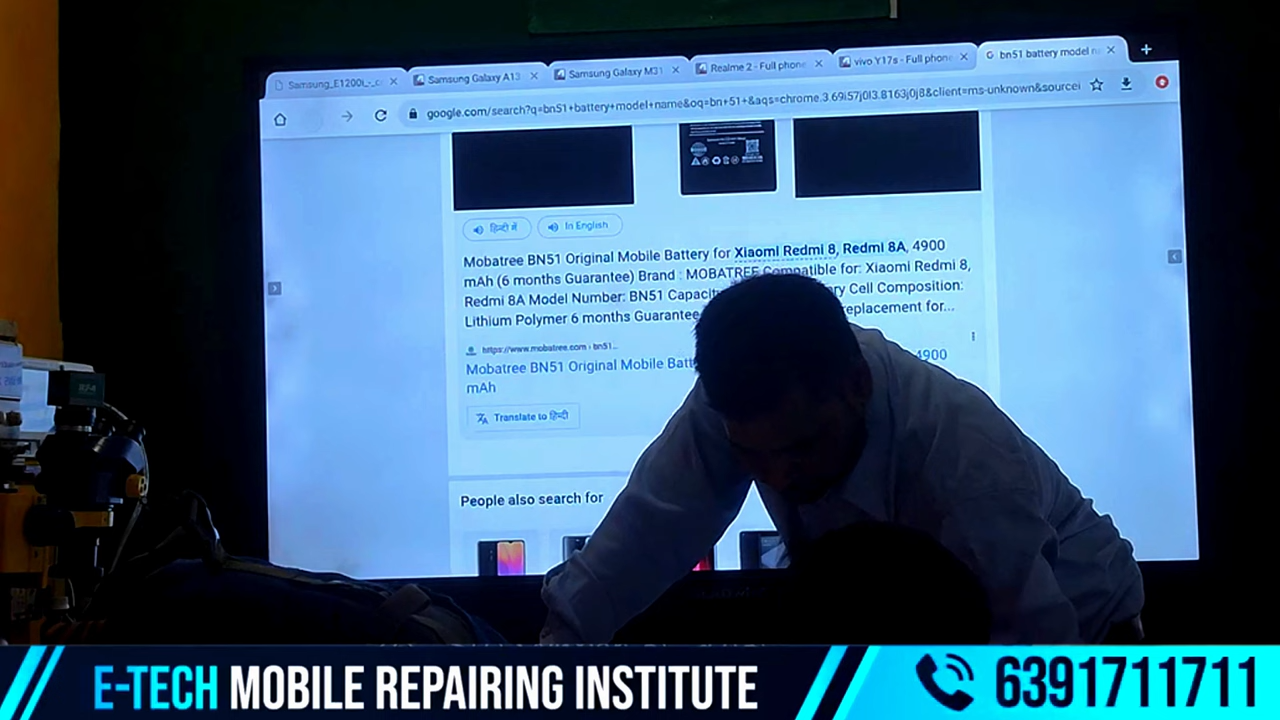 Samsung_E1200i_-_c
Samsung Galaxy A13
Samsung Galaxy M31
Realme 2 - Full phone
vivo Y17s - Full phone
bn51 battery model n
google.com/search?q=bn51+battery+model+name&oq=bn+51+&aqs=chrome.3.69i57j0l3.8163j0j8&client=ms-unknown&sourcei
हिन्दी में
In English
Mobatree BN51 Original Mobile Battery for Xiaomi Redmi 8, Redmi 8A, 4900
mAh (6 months Guarantee) Brand : MOBATREE Compatible for: Xiaomi Redmi 8,
Redmi 8A Model Number: BN51 Capacit ry Cell Composition:
Lithium Polymer 6 months Guarantee replacement for...
https://www.mobatree.com › bn51...
Mobatree BN51 Original Mobile Batt 4900
mAh
Translate to हिन्दी
People also search for
E-TECH MOBILE REPAIRING INSTITUTE
6391711711